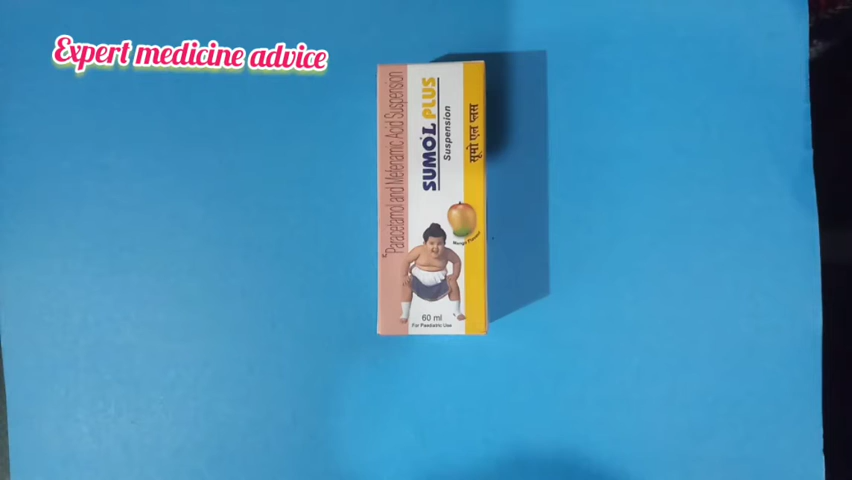 Expert medicine advice
Paracetamol and Mefenamic Acid Suspension
SUMO L PLUS
Suspension
सूमो एल प्लस
Mango Flavour
60 ml
For Paediatric Use